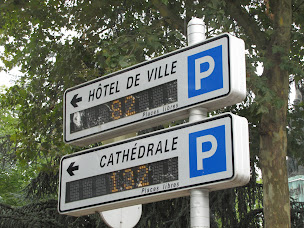 HÔTEL DE VILLE P
Places libres
CATHÉDRALE P
Places libres